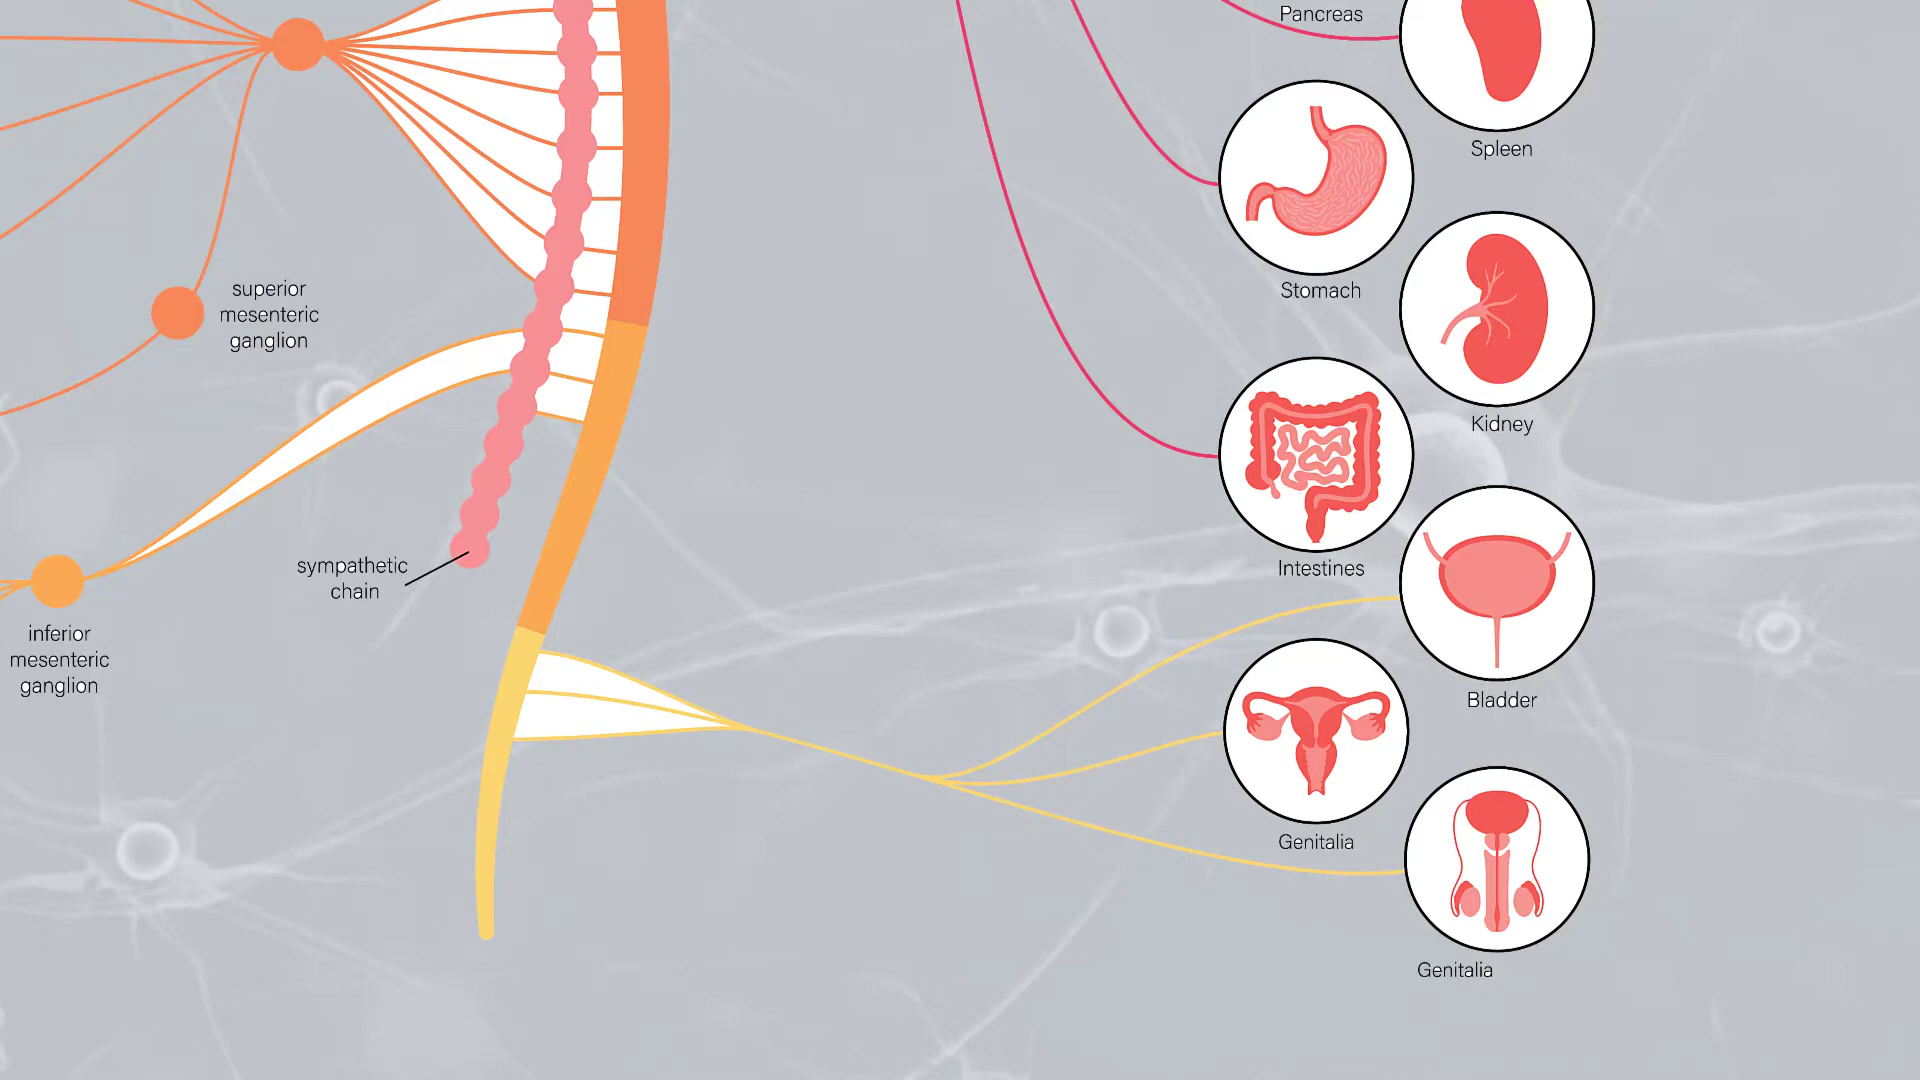 Pancreas
Spleen
Stomach
superior
mesenteric
ganglion
Kidney
sympathetic
chain
Intestines
inferior
mesenteric
ganglion
Bladder
Genitalia
Genitalia